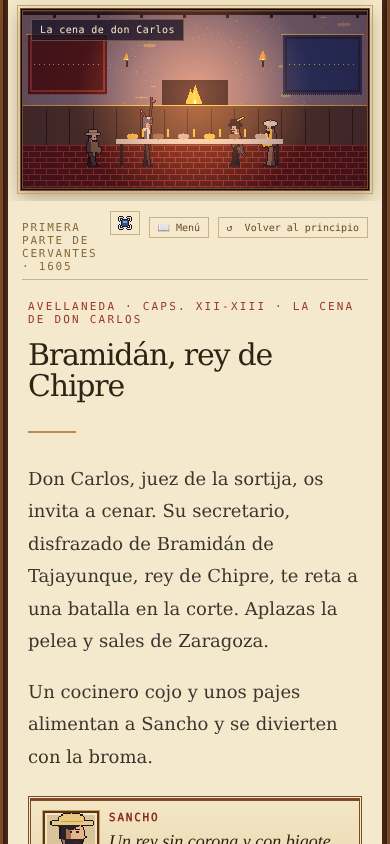 La cena de don Carlos
PRIMERA
PARTE DE
CERVANTES
· 1605
📖 Menú
↺ Volver al principio
AVELLANEDA · CAPS. XII-XIII · LA CENA
DE DON CARLOS
Bramidán, rey de
Chipre
Don Carlos, juez de la sortija, os
invita a cenar. Su secretario,
disfrazado de Bramidán de
Tajayunque, rey de Chipre, te reta a
una batalla en la corte. Aplazas la
pelea y sales de Zaragoza.
Un cocinero cojo y unos pajes
alimentan a Sancho y se divierten
con la broma.
SANCHO
Un rey sin corona y con bigote